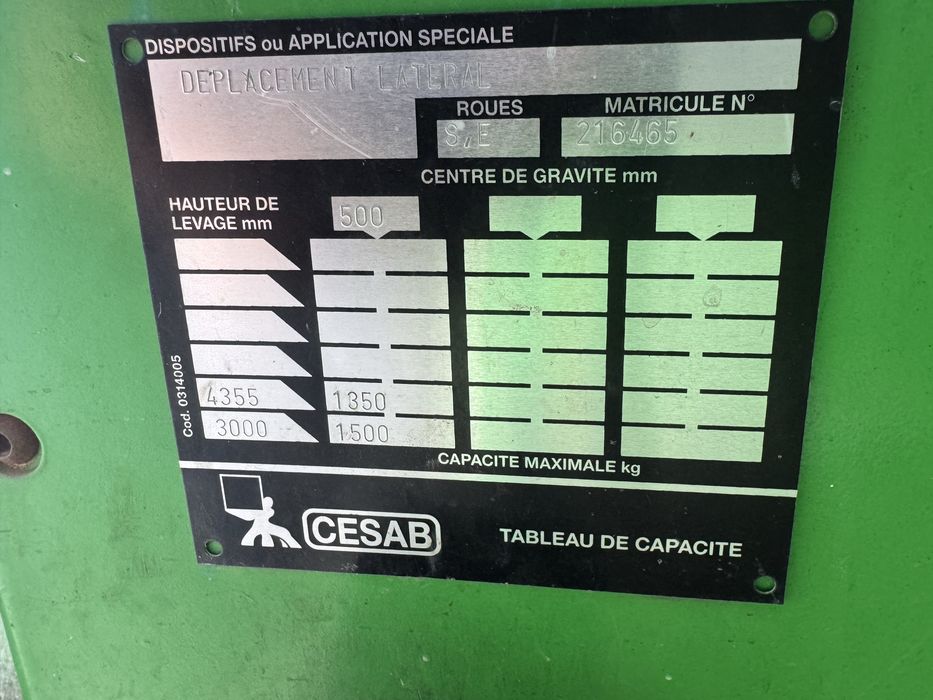 DISPOSITIFS ou APPLICATION SPECIALE
DEPLACEMENT LATERAL
ROUES
MATRICULE N°
S,E
216465
CENTRE DE GRAVITE mm
HAUTEUR DE
LEVAGE mm
500
4355
1350
3000
1500
Cod. 0314005
CAPACITE MAXIMALE kg
CESAB
TABLEAU DE CAPACITE